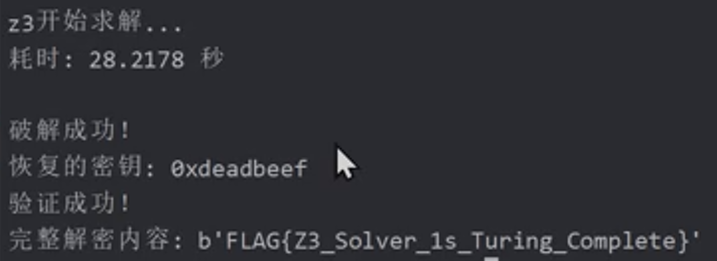 z3开始求解...
耗时: 28.2178 秒
破解成功!
恢复的密钥: 0xdeadbeef
验证成功!
完整解密内容: b'FLAG{Z3_Solver_1s_Turing_Complete}'